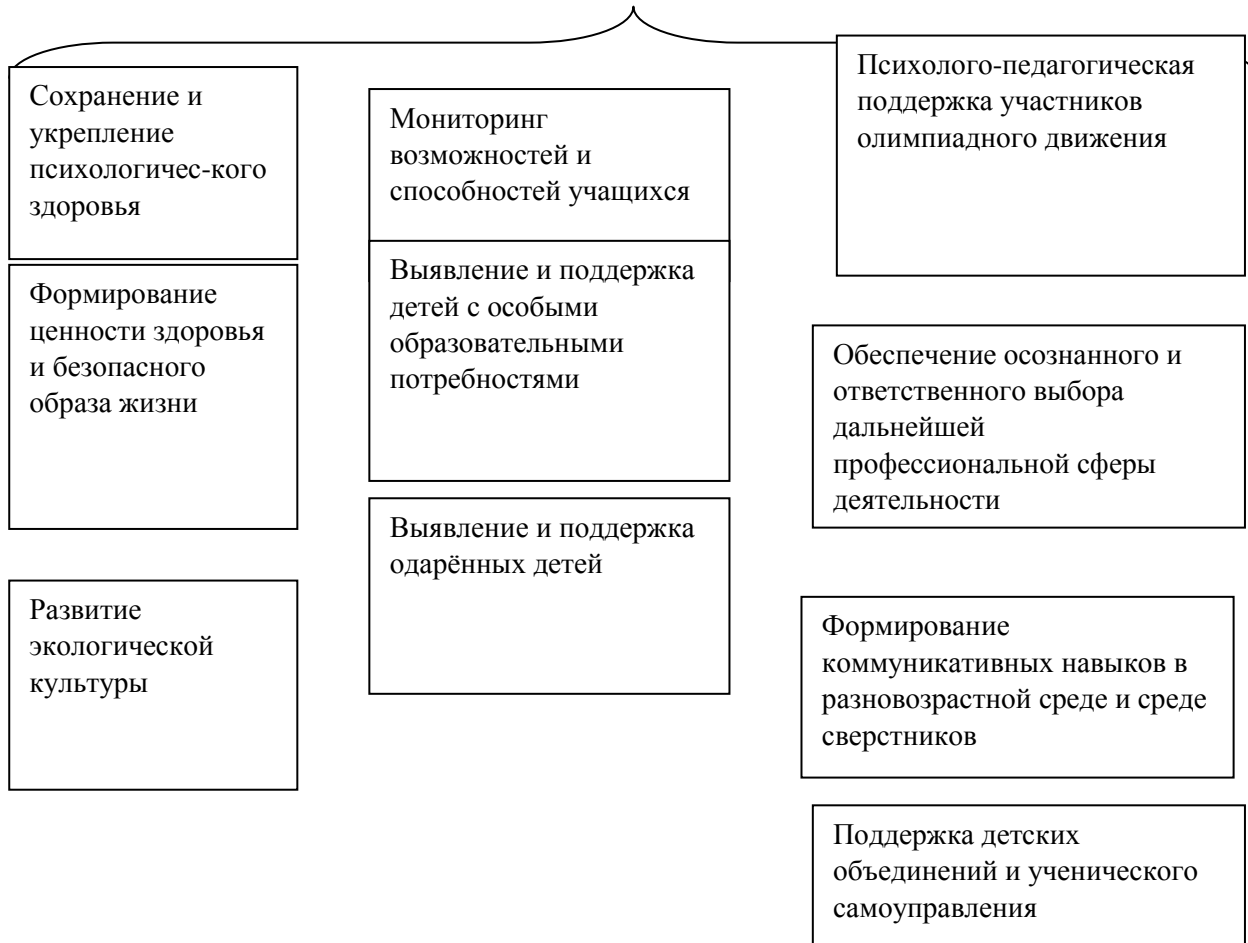 Сохранение и
укрепление
психологичес-кого
здоровья
Формирование
ценности здоровья
и безопасного
образа жизни
Развитие
экологической
культуры
Мониторинг
возможностей и
способностей учащихся
Выявление и поддержка
детей с особыми
образовательными
потребностями
Выявление и поддержка
одарённых детей
Психолого-педагогическая
поддержка участников
олимпиадного движения
Обеспечение осознанного и
ответственного выбора
дальнейшей
профессиональной сферы
деятельности
Формирование
коммуникативных навыков в
разновозрастной среде и среде
сверстников
Поддержка детских
объединений и ученического
самоуправления